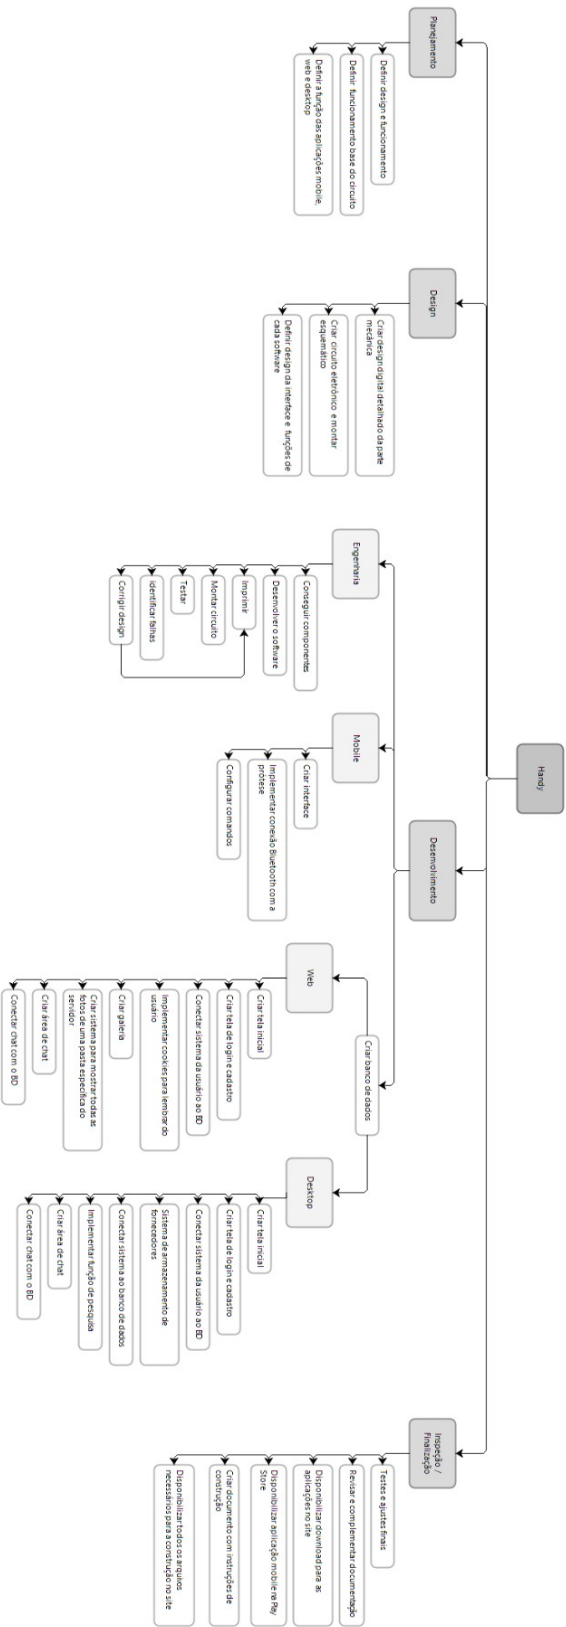 Handy
Planejamento
Definir design e funcionamento
Definir funcionamento base do circuito
Definir a função das aplicações mobile,
web e desktop
Design
Criar design digital detalhado da parte
mecânica
Criar circuito eletrônico e montar
esquemático
Definir design da interface e funções de
cada software
Desenvolvimento
Engenharia
Conseguir componentes
Desenvolver o software
Imprimir
Montar circuito
Testar
Identificar falhas
Corrigir design
Mobile
Criar interface
Implementar conexão Bluetooth com a
prótese
Configurar comandos
Criar banco de dados
Web
Criar tela inicial
Criar tela de login e cadastro
Conectar sistema da usuário ao BD
Implementar cookies para lembrar do
usuário
Criar galeria
Criar sistema para mostrar todas as
fotos de uma pasta específica do
servidor
Criar área de chat
Conectar chat com o BD
Desktop
Criar tela inicial
Criar tela de login e cadastro
Conectar sistema da usuário ao BD
Sistema de armazenamento de
fornecedores
Conectar sistema ao banco de dados
Implementar função de pesquisa
Criar área de chat
Conectar chat com o BD
Inspeção /
Finalização
Testes e ajustes finais
Revisar e complementar documentação
Disponibilizar download para as
aplicações no site
Disponibilizar aplicação mobile na Play
Store
Criar documento com instruções de
construção
Disponibilizar todos os arquivos
necessários para a construção no site